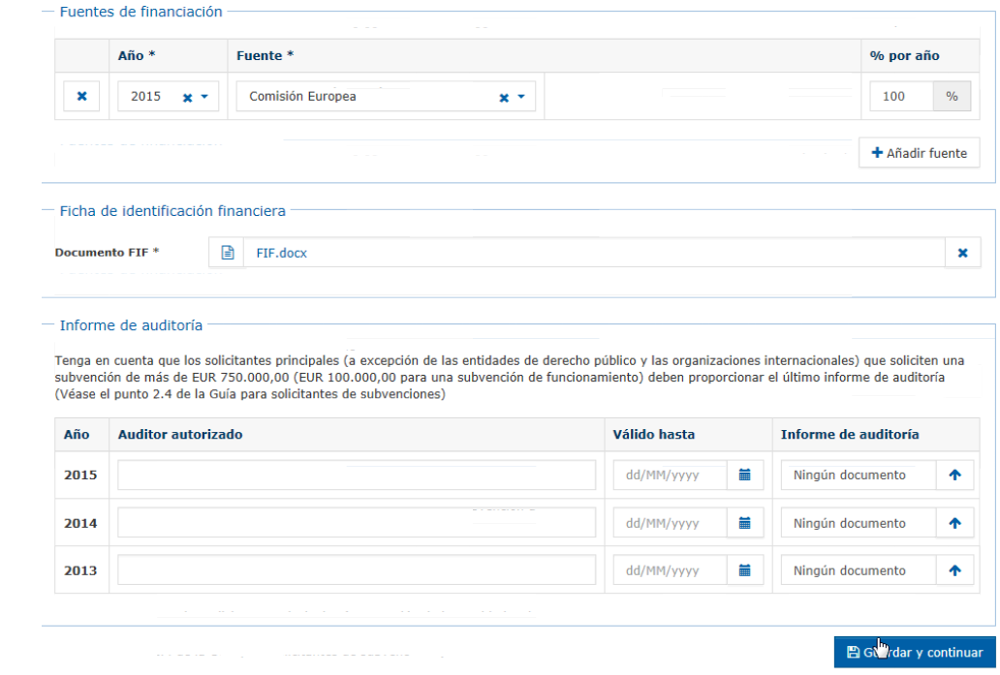 Fuentes de financiación
Año * Fuente * % por año
2015 Comisión Europea 100 %
Añadir fuente
Ficha de identificación financiera
Documento FIF * FIF.docx
Informe de auditoría
Tenga en cuenta que los solicitantes principales (a excepción de las entidades de derecho público y las organizaciones internacionales) que soliciten una
subvención de más de EUR 750.000,00 (EUR 100.000,00 para una subvención de funcionamiento) deben proporcionar el último informe de auditoría
(Véase el punto 2.4 de la Guía para solicitantes de subvenciones)
Año Auditor autorizado Válido hasta Informe de auditoría
2015 dd/MM/yyyy Ningún documento
2014 dd/MM/yyyy Ningún documento
2013 dd/MM/yyyy Ningún documento
Guardar y continuar